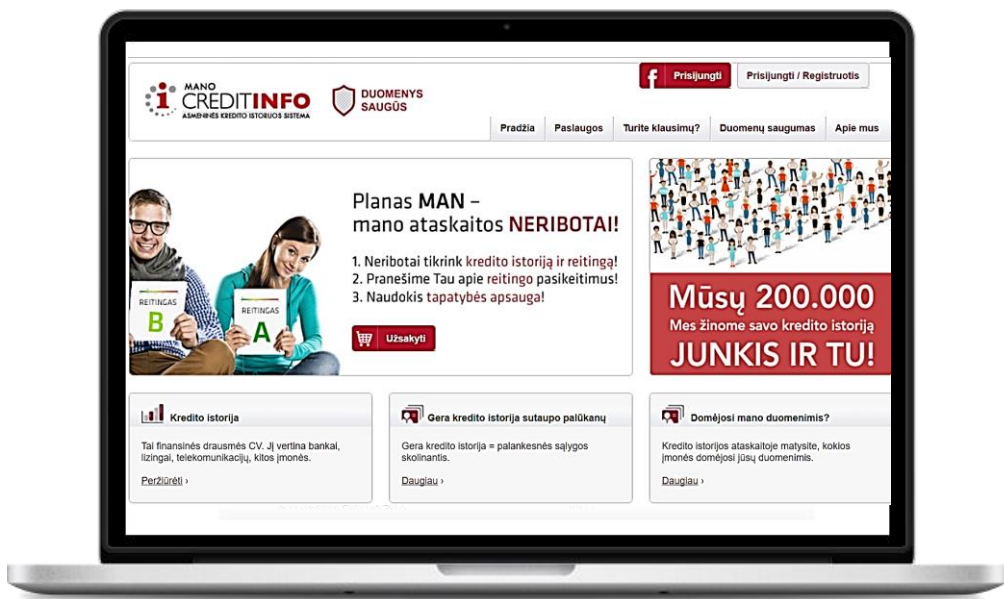 MANO
CREDITINFO
ASMENINĖS KREDITO ISTORIJOS SISTEMA
DUOMENYS
SAUGŪS
f Prisijungti
Prisijungti / Registruotis
Pradžia
Paslaugos
Turite klausimų?
Duomenų saugumas
Apie mus
Planas MAN –
mano ataskaitos NERIBOTAI!
1. Neribotai tikrink kredito istoriją ir reitingą!
2. Pranešime Tau apie reitingo pasikeitimus!
3. Naudokis tapatybės apsauga!
Užsakyti
REITINGAS
B
REITINGAS
A
Mūsų 200.000
Mes žinome savo kredito istoriją
JUNKIS IR TU!
Kredito istorija
Tai finansinės drausmės CV. Jį vertina bankai,
lizingai, telekomunikacijų, kitos įmonės.
Peržiūrėti ›
Gera kredito istorija sutaupo palūkanų
Gera kredito istorija = palankesnės sąlygos
skolinantis.
Daugiau ›
Domėjosi mano duomenimis?
Kredito istorijos ataskaitoje matysite, kokios
įmonės domėjosi jūsų duomenimis.
Daugiau ›